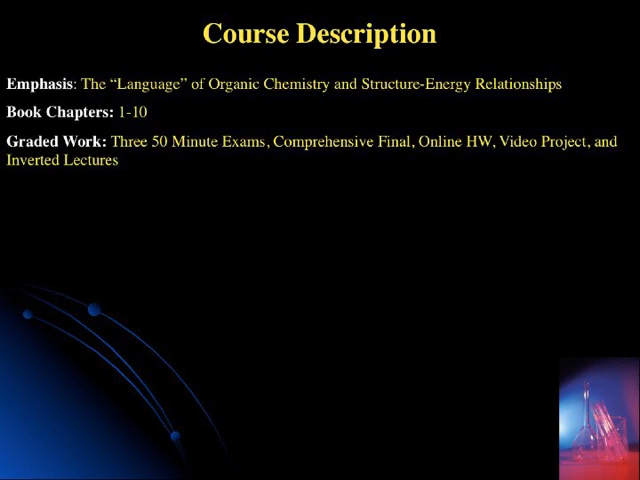 Course Description
Emphasis: The “Language” of Organic Chemistry and Structure-Energy Relationships
Book Chapters: 1-10
Graded Work: Three 50 Minute Exams, Comprehensive Final, Online HW, Video Project, and
Inverted Lectures